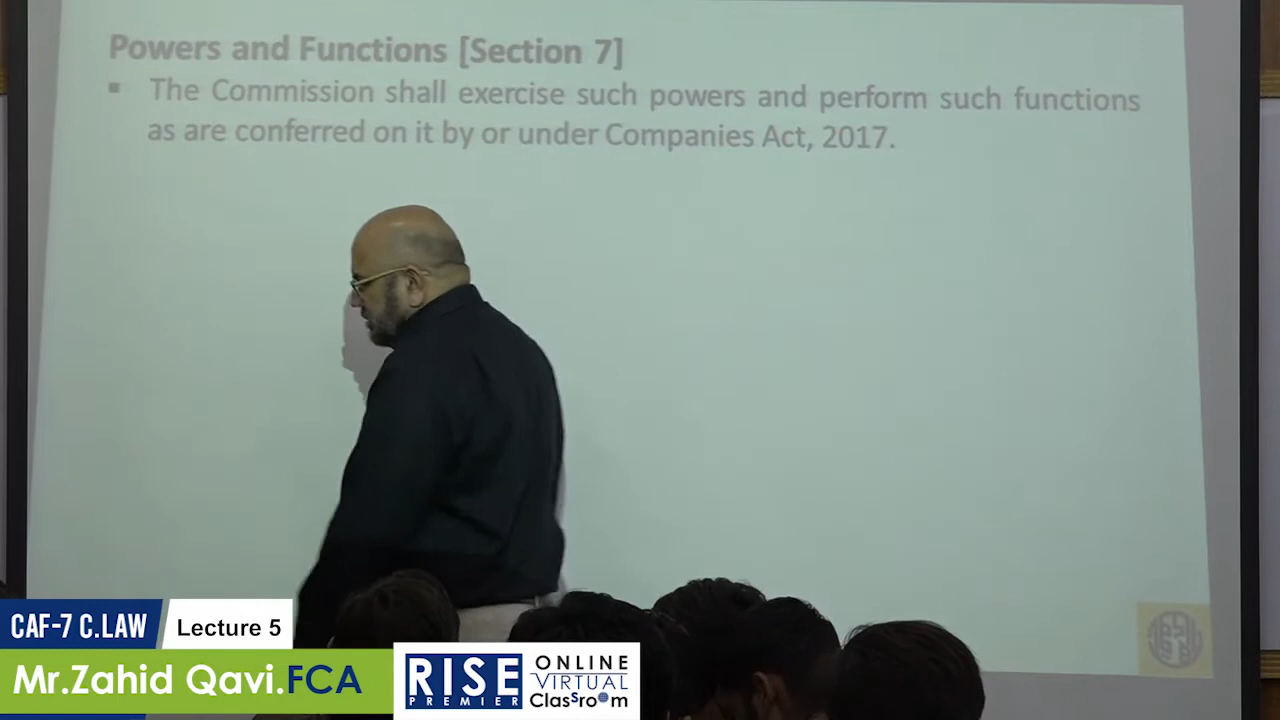 Powers and Functions [Section 7]
▪ The Commission shall exercise such powers and perform such functions
as are conferred on it by or under Companies Act, 2017.
CAF-7 C.LAW
Lecture 5
Mr.Zahid Qavi.FCA
RISE
PREMIER
ONLINE
VIRTUAL
ClasSroom